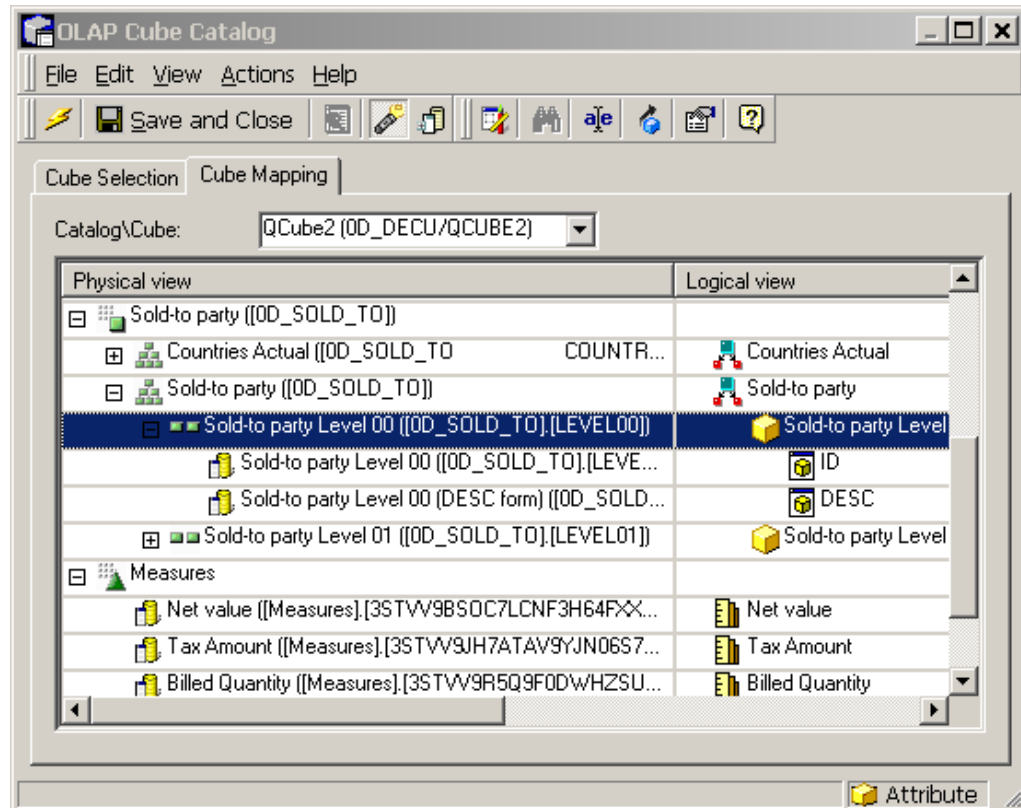 OLAP Cube Catalog
File Edit View Actions Help
Save and Close
Cube Selection Cube Mapping
Catalog\Cube: QCube2 (0D_DECU/QCUBE2)
Physical view Logical view
Sold-to party ([0D_SOLD_TO])
Countries Actual ([0D_SOLD_TO COUNTR... Countries Actual
Sold-to party ([0D_SOLD_TO]) Sold-to party
Sold-to party Level 00 ([0D_SOLD_TO].[LEVEL00]) Sold-to party Level
Sold-to party Level 00 ([0D_SOLD_TO].[LEVE... ID
Sold-to party Level 00 (DESC form) ([0D_SOLD... DESC
Sold-to party Level 01 ([0D_SOLD_TO].[LEVEL01]) Sold-to party Level
Measures
Net value ([Measures].[3STVV9BSOC7LCNF3H64FXX... Net value
Tax Amount ([Measures].[3STVV9JH7ATAV9YJN06S7... Tax Amount
Billed Quantity ([Measures].[3STVV9R5Q9F0DWHZSU... Billed Quantity
Attribute